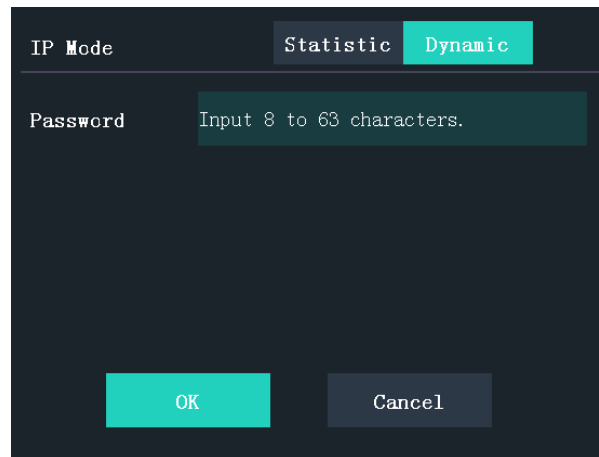 IP Mode Statistic Dynamic
Password Input 8 to 63 characters.
OK Cancel